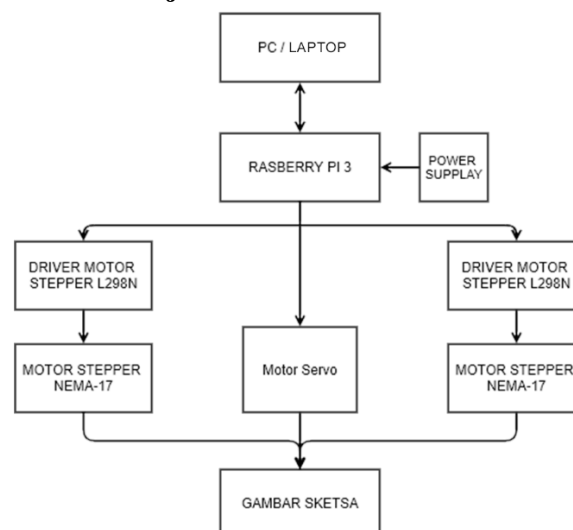 PC / LAPTOP
RASBERRY PI 3
POWER
SUPPLAY
DRIVER MOTOR
STEPPER L298N
DRIVER MOTOR
STEPPER L298N
MOTOR STEPPER
NEMA-17
Motor Servo
MOTOR STEPPER
NEMA-17
GAMBAR SKETSA